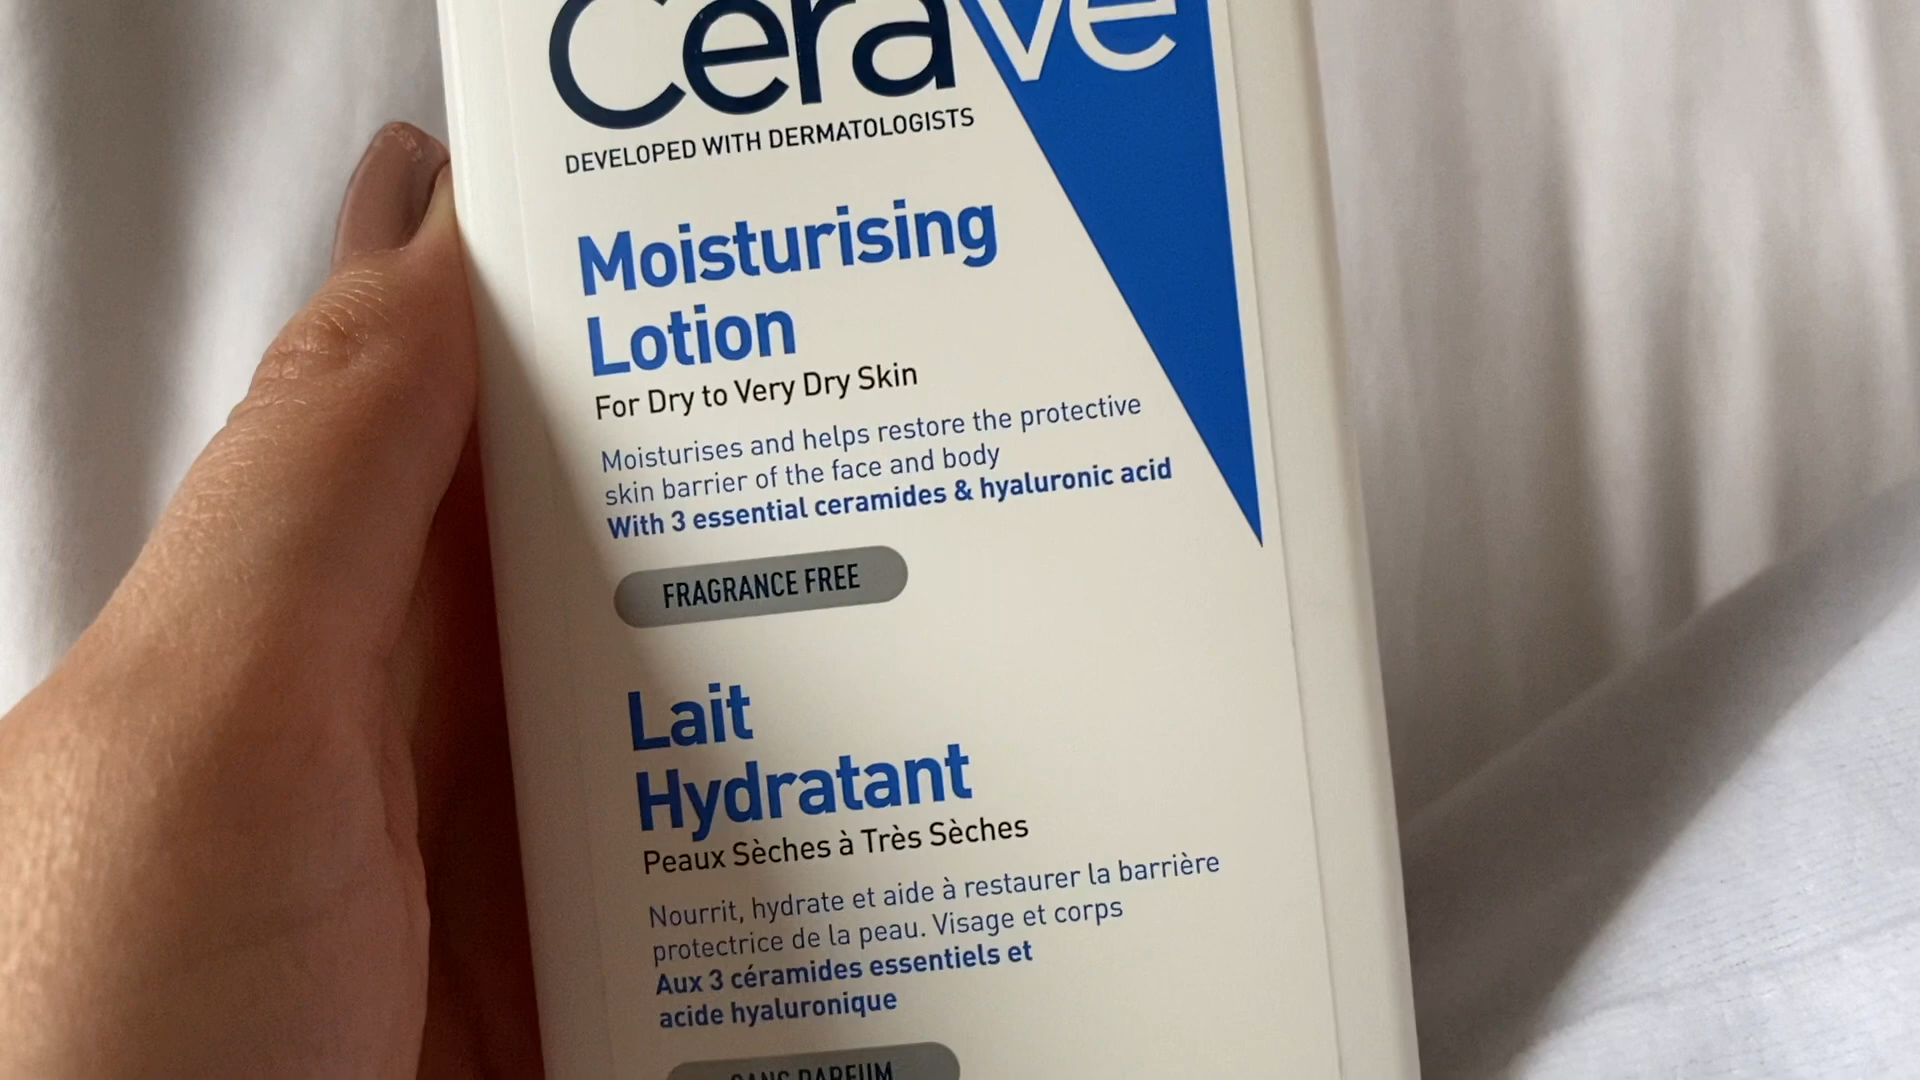 CeraVe
DEVELOPED WITH DERMATOLOGISTS
Moisturising
Lotion
For Dry to Very Dry Skin
Moisturises and helps restore the protective
skin barrier of the face and body
With 3 essential ceramides & hyaluronic acid
FRAGRANCE FREE
Lait
Hydratant
Peaux Sèches à Très Sèches
Nourrit, hydrate et aide à restaurer la barrière
protectrice de la peau. Visage et corps
Aux 3 céramides essentiels et
acide hyaluronique
SANS PARFUM